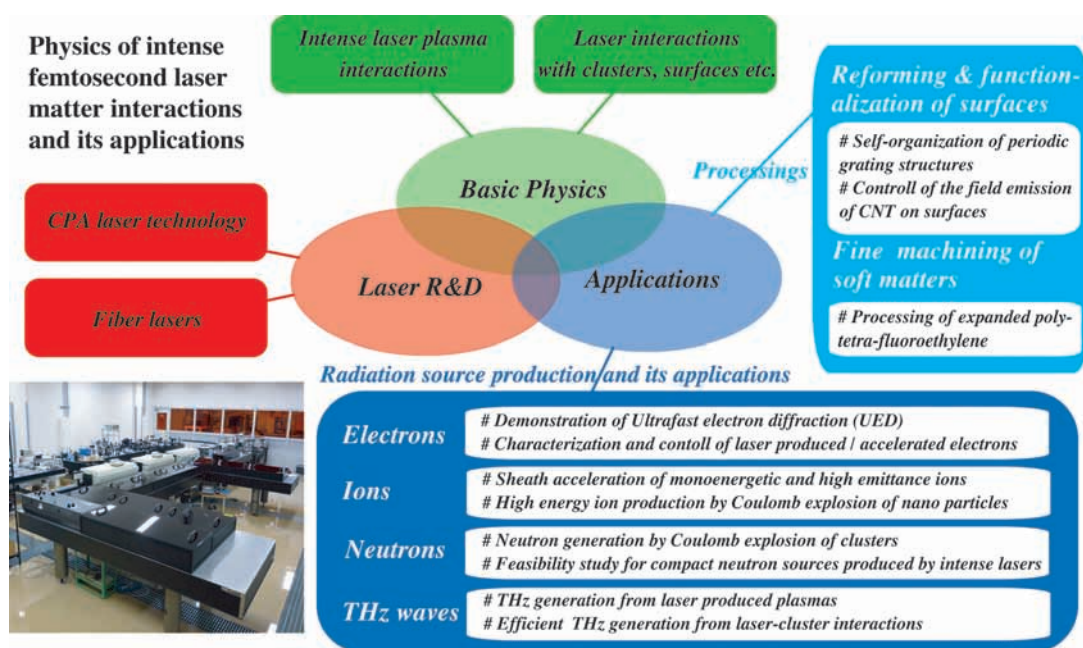 Physics of intense
femtosecond laser
matter interactions
and its applications
Intense laser plasma
interactions
Laser interactions
with clusters, surfaces etc.
CPA laser technology
Fiber lasers
Basic Physics
Laser R&D
Applications
Processings
Reforming & function-
alization of surfaces
# Self-organization of periodic
grating structures
# Controll of the field emission
of CNT on surfaces
Fine machining of
soft matters
# Processing of expanded poly-
tetra-fluoroethylene
Radiation source production and its applications
Electrons
# Demonstration of Ultrafast electron diffraction (UED)
# Characterization and contoll of laser produced / accelerated electrons
Ions
# Sheath acceleration of monoenergetic and high emittance ions
# High energy ion production by Coulomb explosion of nano particles
Neutrons
# Neutron generation by Coulomb explosion of clusters
# Feasibility study for compact neutron sources produced by intense lasers
THz waves
# THz generation from laser produced plasmas
# Efficient THz generation from laser-cluster interactions